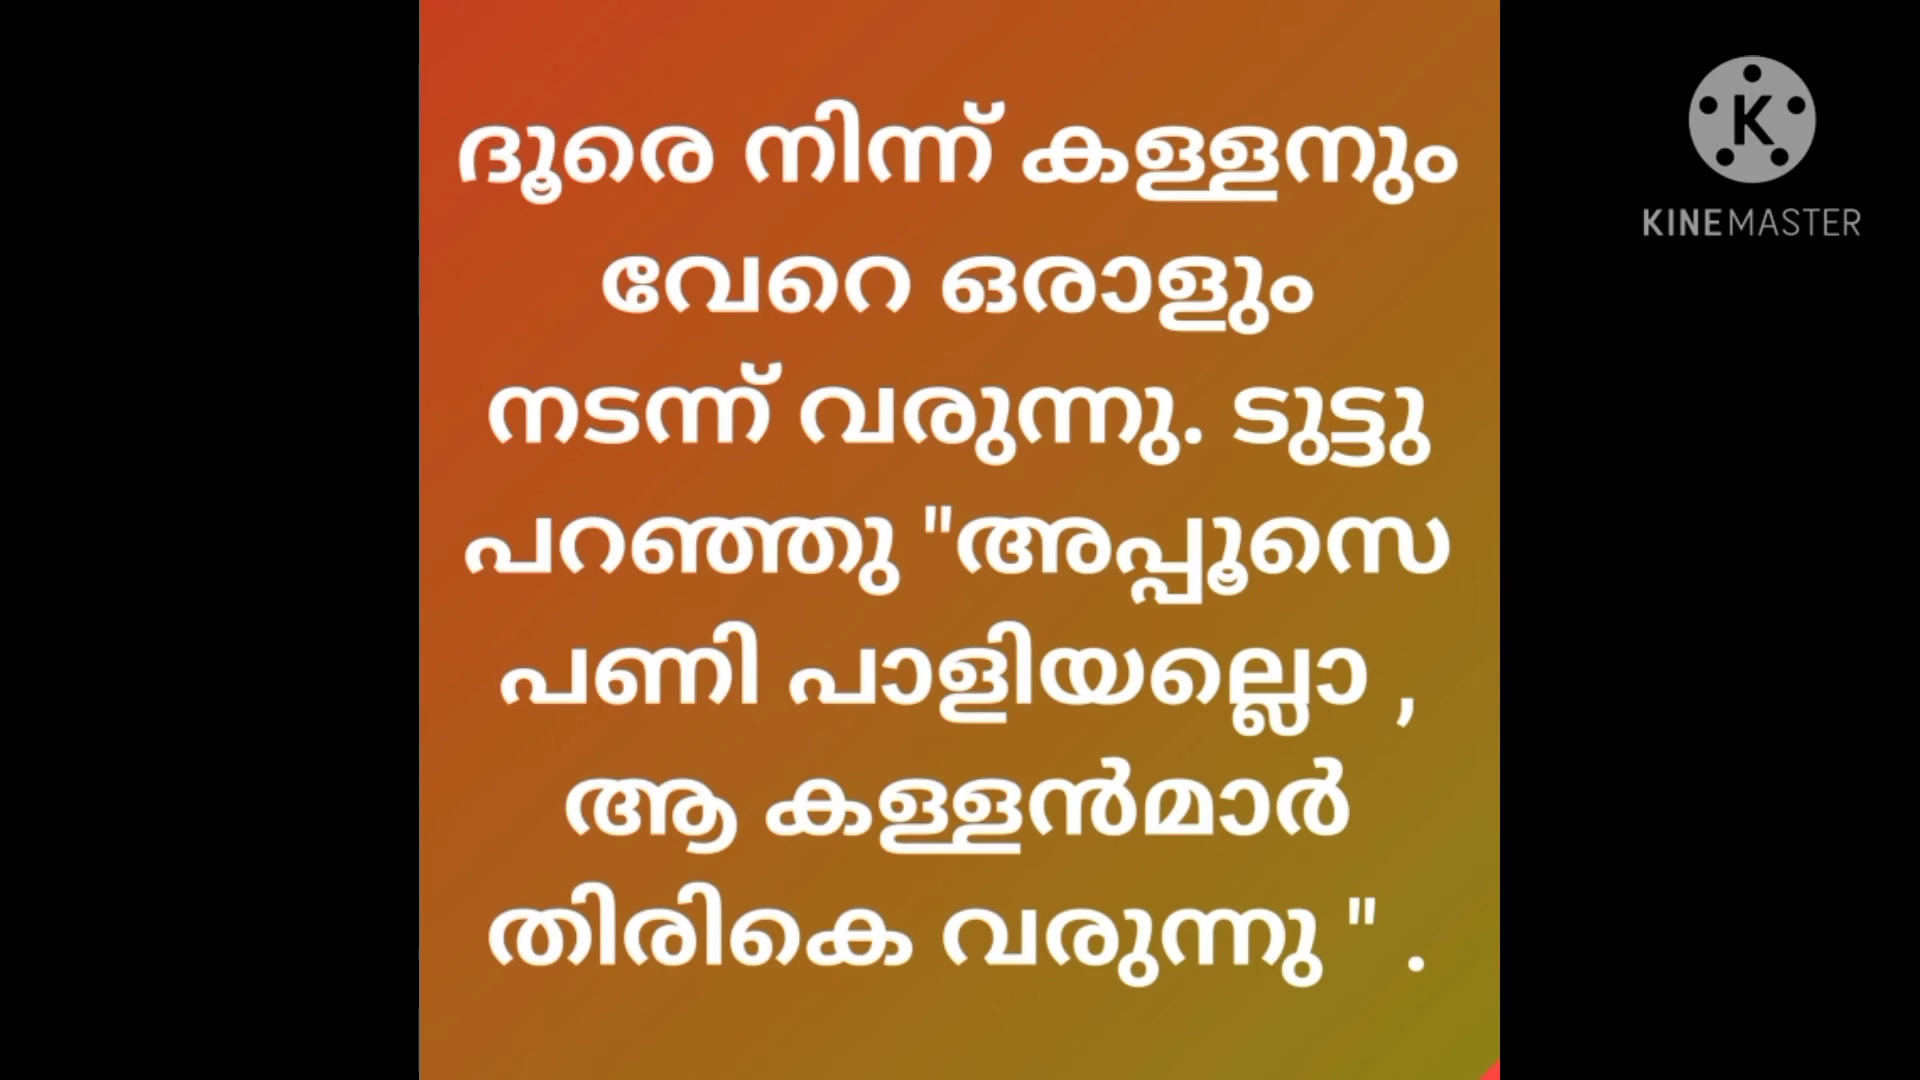 ദൂരെ നിന്ന് കള്ളനും
വേറെ ഒരാളും
നടന്ന് വരുന്നു. ടുട്ടു
പറഞ്ഞു "അപ്പൂസെ
പണി പാളിയല്ലൊ ,
ആ കള്ളൻമാർ
തിരികെ വരുന്നു " .
K
KINEMASTER